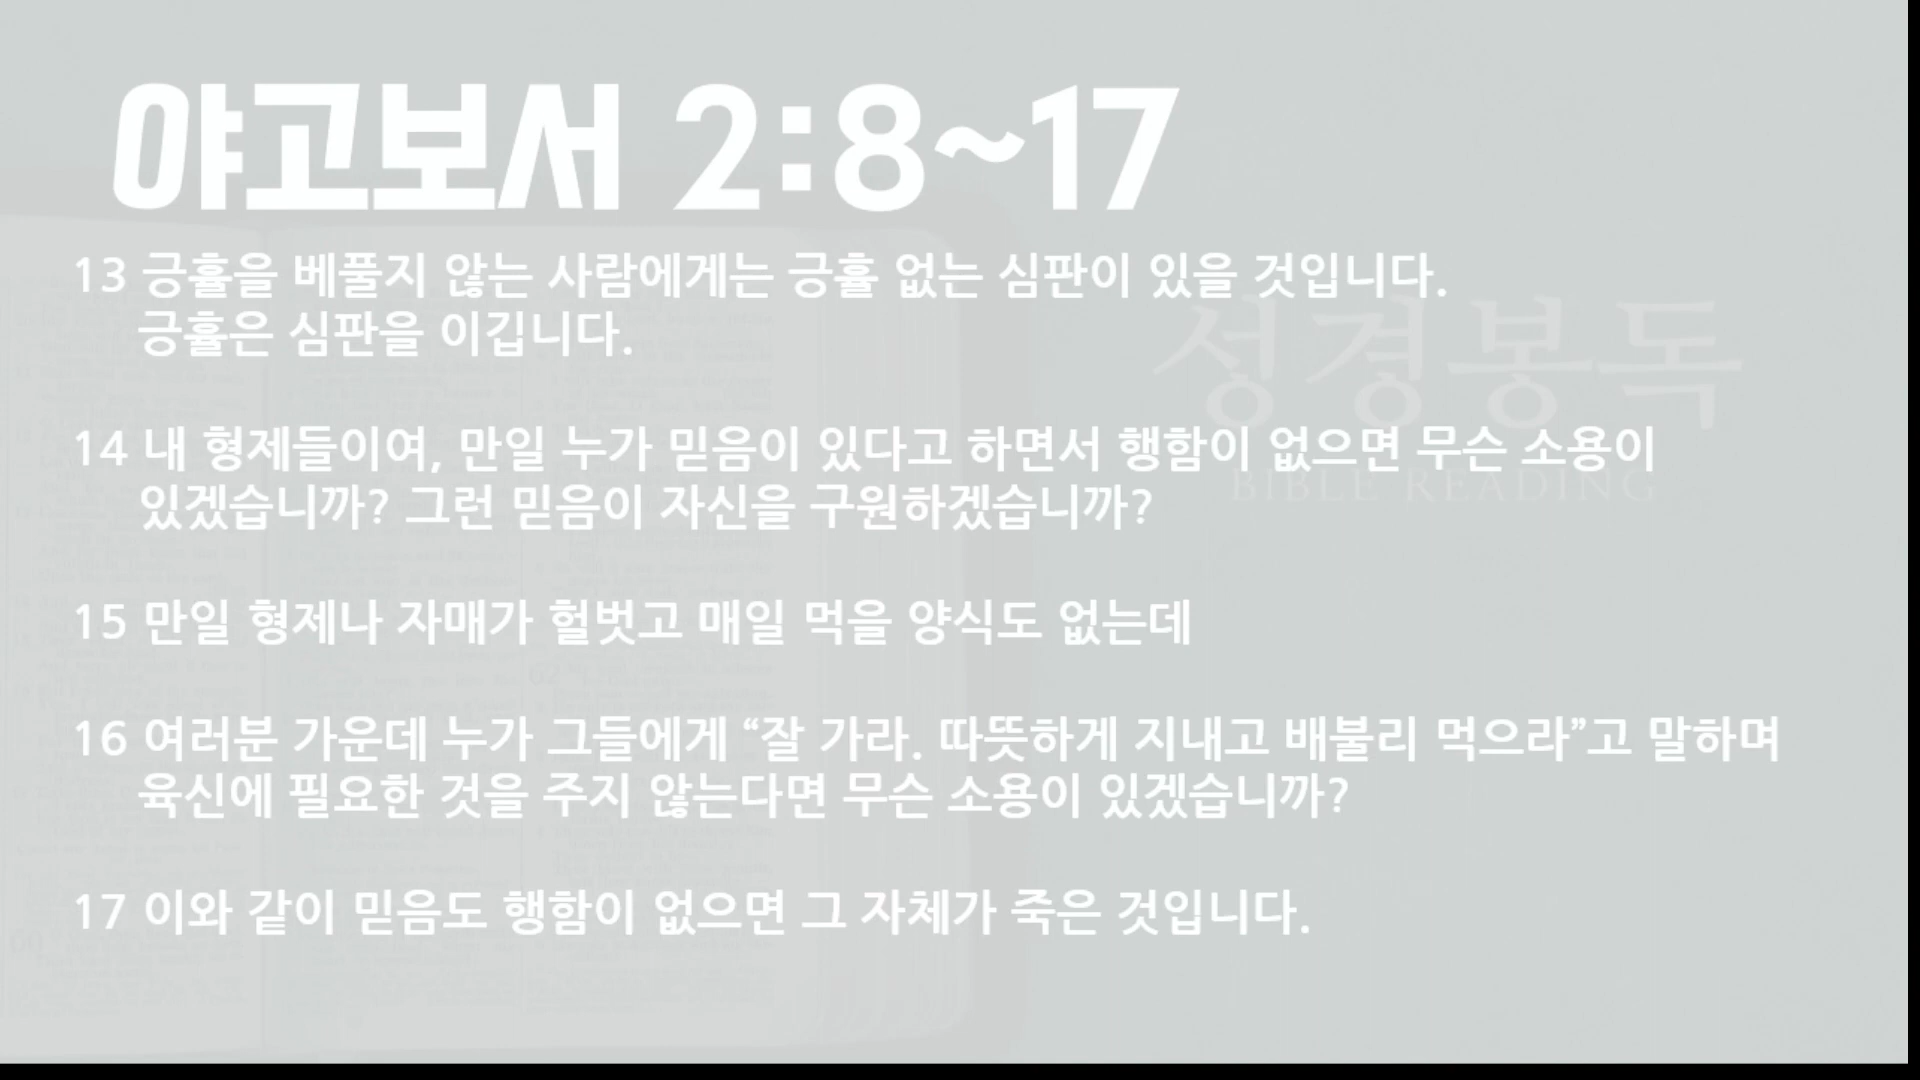 야고보서 2:8~17
13 긍휼을 베풀지 않는 사람에게는 긍휼 없는 심판이 있을 것입니다.
긍휼은 심판을 이깁니다.
성경봉독
BIBLE READING
14 내 형제들이여, 만일 누가 믿음이 있다고 하면서 행함이 없으면 무슨 소용이
있겠습니까? 그런 믿음이 자신을 구원하겠습니까?
15 만일 형제나 자매가 헐벗고 매일 먹을 양식도 없는데
16 여러분 가운데 누가 그들에게 “잘 가라. 따뜻하게 지내고 배불리 먹으라”고 말하며
육신에 필요한 것을 주지 않는다면 무슨 소용이 있겠습니까?
17 이와 같이 믿음도 행함이 없으면 그 자체가 죽은 것입니다.